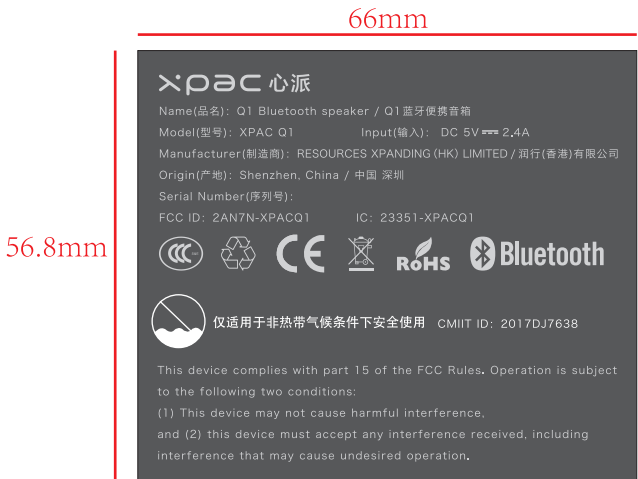 66mm
56.8mm
xpac 心派
Name(品名): Q1 Bluetooth speaker / Q1蓝牙便携音箱
Model(型号): XPAC Q1 Input(输入): DC 5V 2.4A
Manufacturer(制造商): RESOURCES XPANDING (HK) LIMITED / 润行(香港)有限公司
Origin(产地): Shenzhen, China / 中国 深圳
Serial Number(序列号):
FCC ID: 2AN7N-XPACQ1 IC: 23351-XPACQ1
CCC CE RoHS Bluetooth
仅适用于非热带气候条件下安全使用 CMIIT ID: 2017DJ7638
This device complies with part 15 of the FCC Rules. Operation is subject
to the following two conditions:
(1) This device may not cause harmful interference,
and (2) this device must accept any interference received, including
interference that may cause undesired operation.